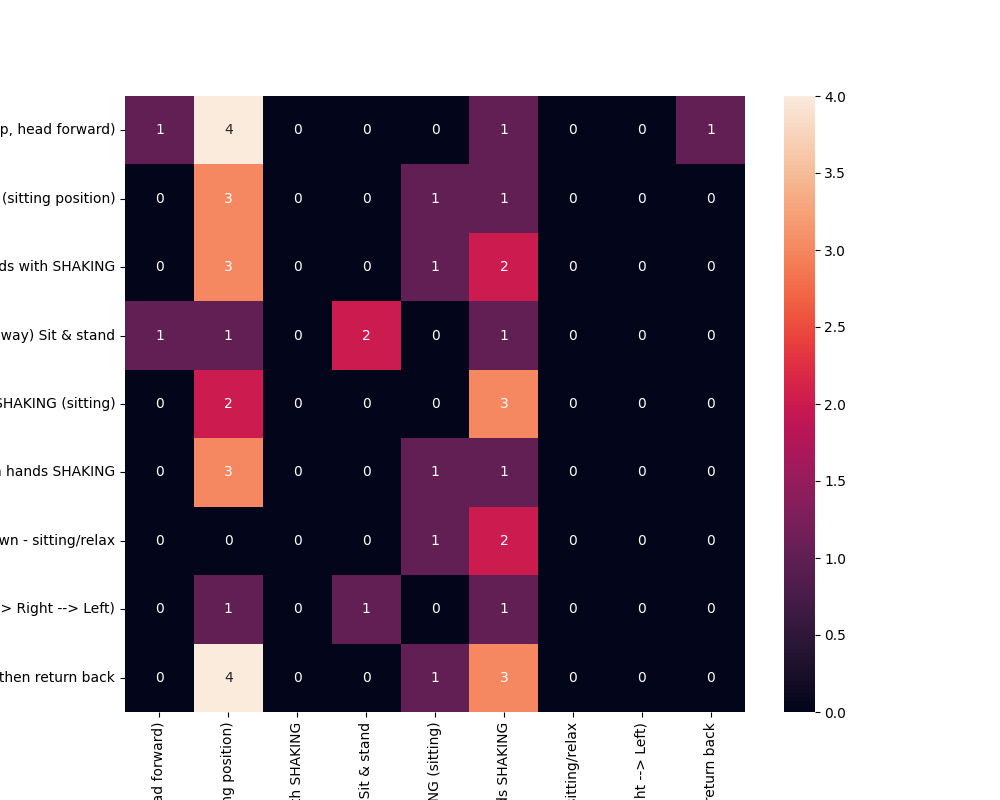 p, head forward) 1 4 0 0 0 1 0 0 1 4.0
3.5
(sitting position) 0 3 0 0 1 1 0 0 0
3.0
ds with SHAKING 0 3 0 0 1 2 0 0 0
2.5
way) Sit & stand 1 1 0 2 0 1 0 0 0
2.0
SHAKING (sitting) 0 2 0 0 0 3 0 0 0
hands SHAKING 0 3 0 0 1 1 0 0 0
1.5
wn - sitting/relax 0 0 0 0 1 2 0 0 0
1.0
> Right --> Left) 0 1 0 1 0 1 0 0 0
0.5
then return back 0 4 0 0 1 3 0 0 0
0.0
ad forward)
ng position)
th SHAKING
Sit & stand
NG (sitting)
ds SHAKING
sitting/relax
ht --> Left)
return back